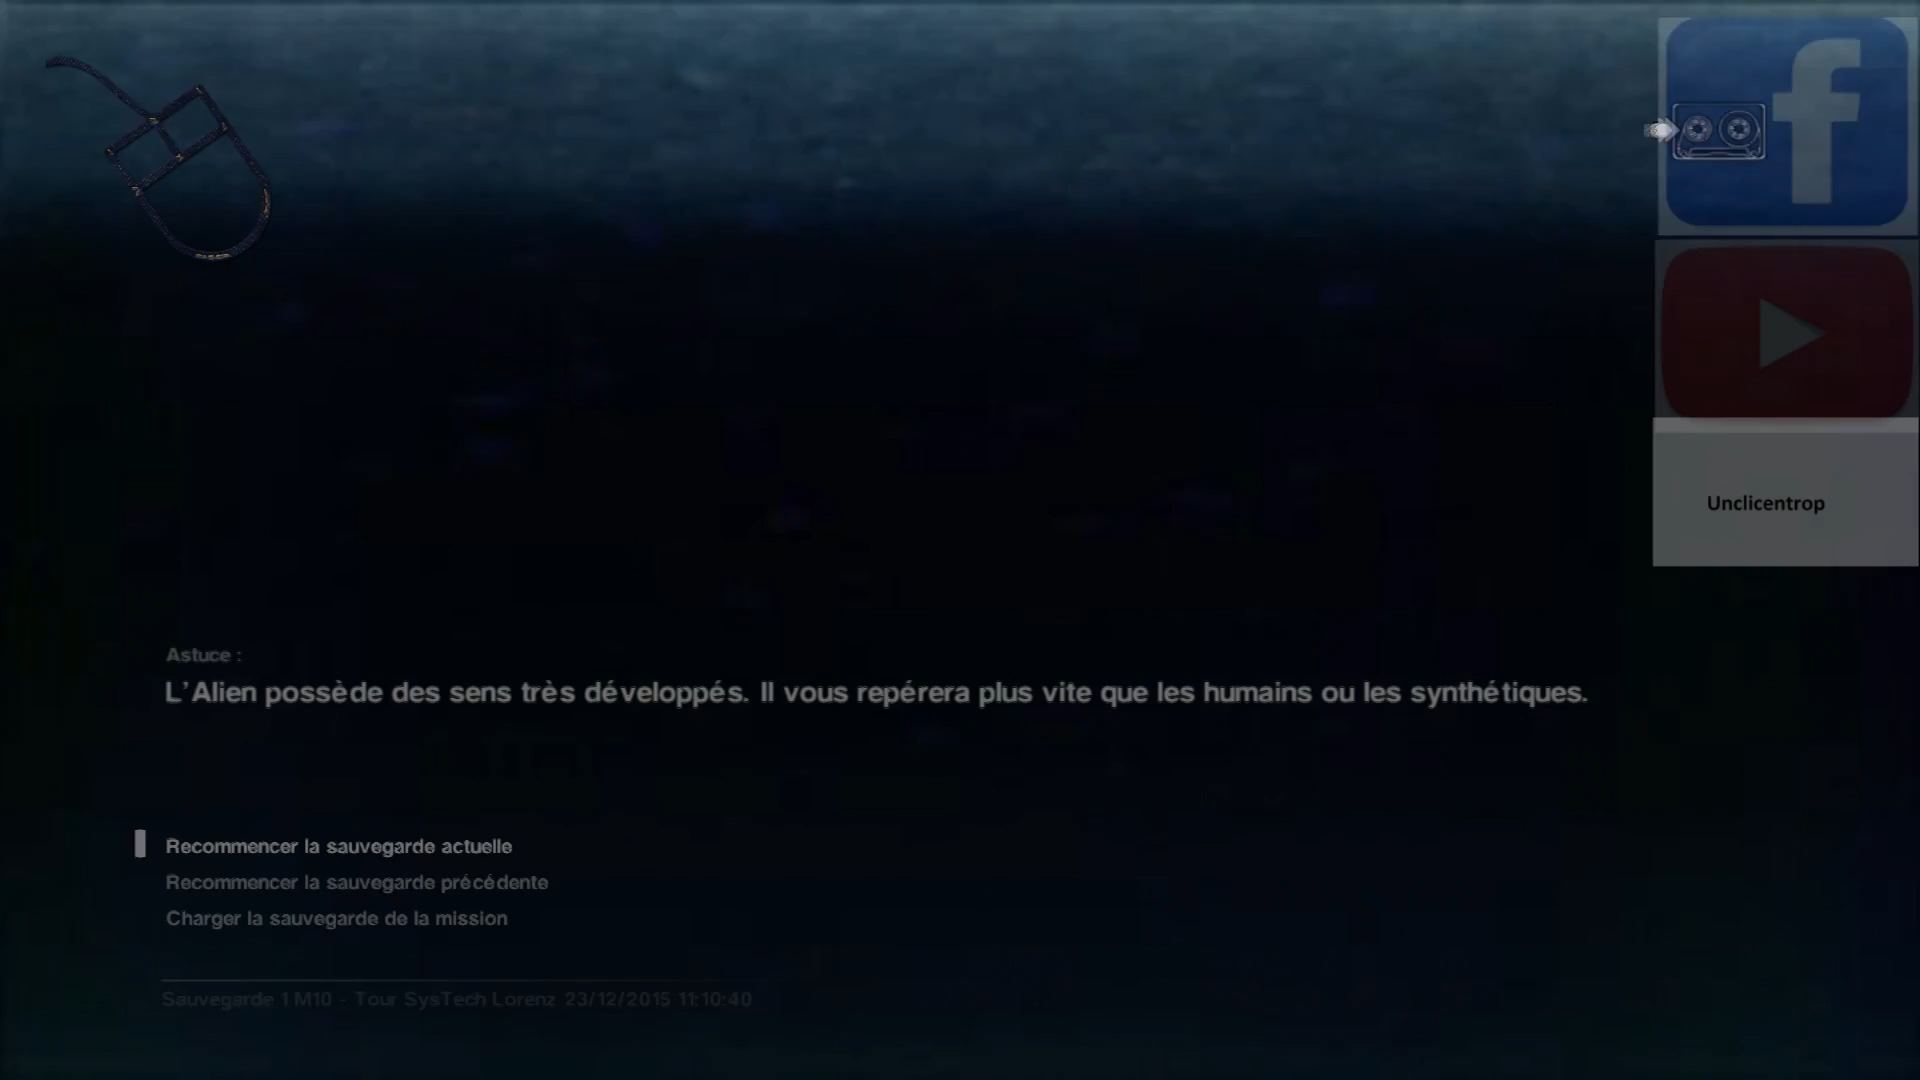 Unclicentrop
Astuce :
L'Alien possède des sens très développés. Il vous repérera plus vite que les humains ou les synthétiques.
Recommencer la sauvegarde actuelle
Recommencer la sauvegarde précédente
Charger la sauvegarde de la mission
Sauvegarde 1 M10 - Tour SysTech Lorenz 23/12/2015 11:10:40